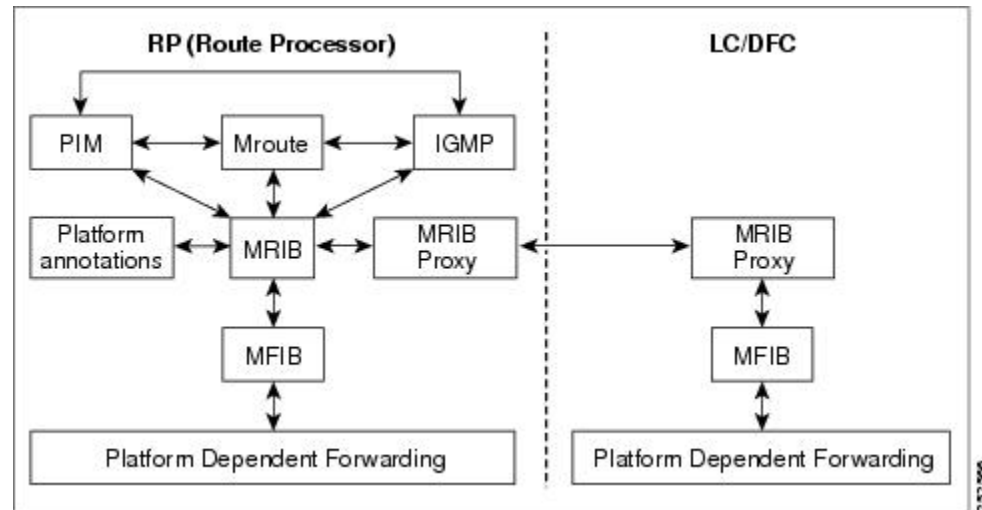 RP (Route Processor)
LC/DFC
PIM
Mroute
IGMP
Platform
annotations
MRIB
MRIB
Proxy
MRIB
Proxy
MFIB
MFIB
Platform Dependent Forwarding
Platform Dependent Forwarding